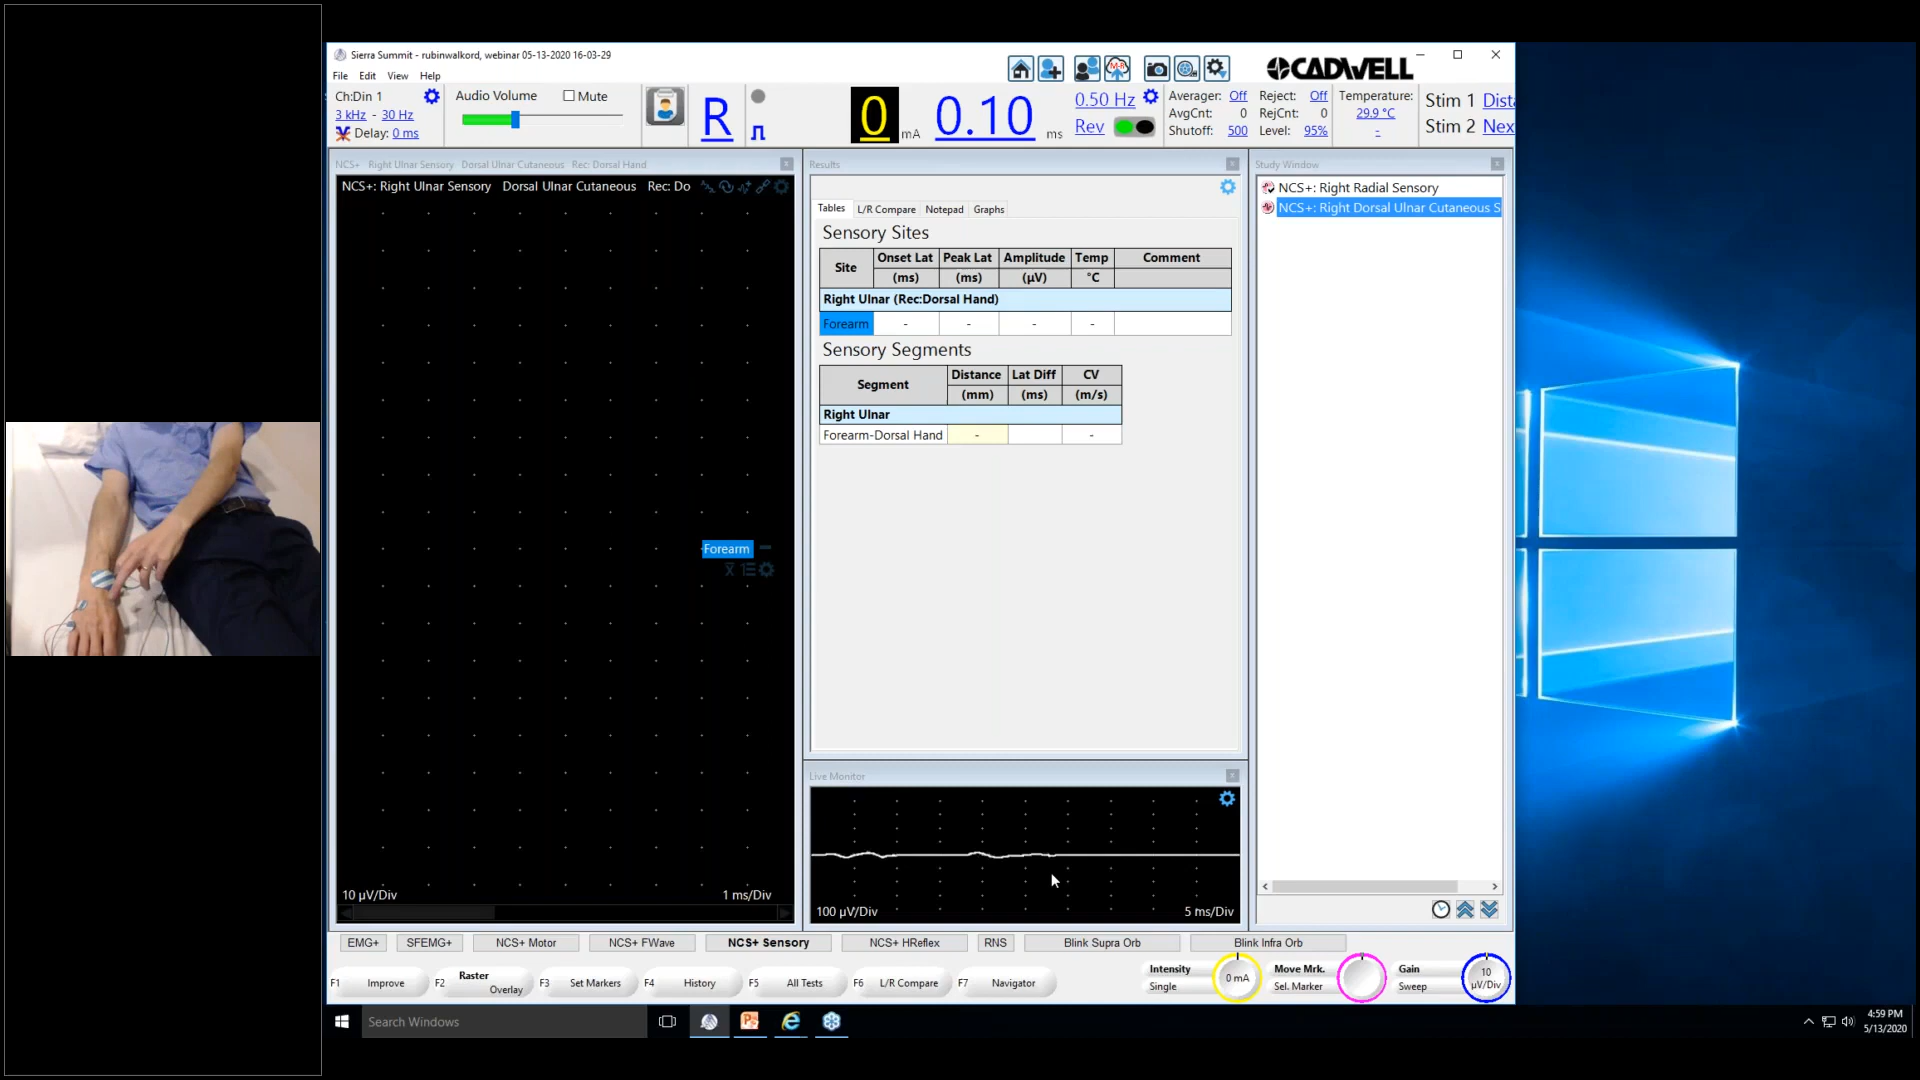 Sierra Summit - rubinwalkord, webinar 05-13-2020 16-03-29
File Edit View Help
CADWELL
Ch:Din 1
3 kHz - 30 Hz
Delay: 0 ms
Audio Volume
Mute
R
0 mA
0.10 ms
0.50 Hz
Rev
Averager: Off
AvgCnt: 0
Shutoff: 500
Reject: Off
RejCnt: 0
Level: 95%
Temperature:
29.9 °C
-
Stim 1 Dista
Stim 2 Nex
NCS+ Right Ulnar Sensory Dorsal Ulnar Cutaneous Rec: Dorsal Hand
NCS+: Right Ulnar Sensory Dorsal Ulnar Cutaneous Rec: Do
Forearm
10 µV/Div
1 ms/Div
Results
Tables L/R Compare Notepad Graphs
Sensory Sites
Site Onset Lat Peak Lat Amplitude Temp Comment
(ms) (ms) (µV) °C
Right Ulnar (Rec:Dorsal Hand)
Forearm - - - -
Sensory Segments
Segment Distance Lat Diff CV
(mm) (ms) (m/s)
Right Ulnar
Forearm-Dorsal Hand - -
Live Monitor
100 µV/Div
5 ms/Div
Study Window
NCS+: Right Radial Sensory
NCS+: Right Dorsal Ulnar Cutaneous S
EMG+ SFEMG+ NCS+ Motor NCS+ FWave NCS+ Sensory NCS+ HReflex RNS Blink Supra Orb Blink Infra Orb
F1 Improve
F2 Raster
Overlay
F3 Set Markers
F4 History
F5 All Tests
F6 L/R Compare
F7 Navigator
Intensity
Single
0 mA
Move Mrk.
Sel. Marker
Gain
Sweep
10
µV/Div
Search Windows
4:59 PM
5/13/2020